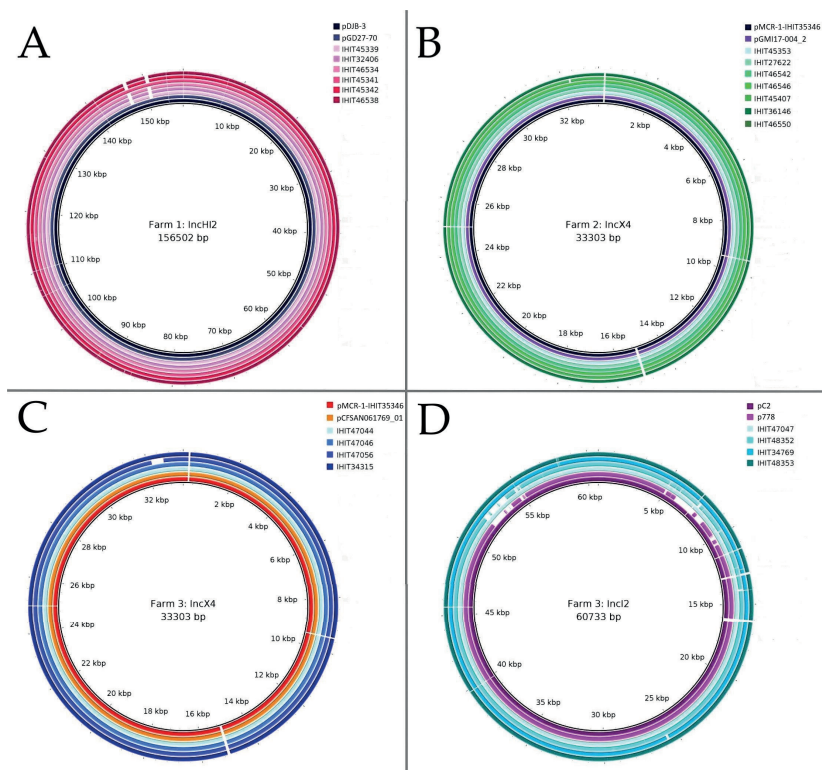 A
pDJB-3
pGD27-70
IHIT45339
IHIT32406
IHIT46534
IHIT45341
IHIT45342
IHIT46538
10 kbp
20 kbp
30 kbp
40 kbp
50 kbp
60 kbp
70 kbp
80 kbp
90 kbp
100 kbp
110 kbp
120 kbp
130 kbp
140 kbp
150 kbp
Farm 1: IncHI2
156502 bp
B
pMCR-1-IHIT35346
pGMI17-004_2
IHIT45353
IHIT27622
IHIT46542
IHIT46546
IHIT45407
IHIT36146
IHIT46550
2 kbp
4 kbp
6 kbp
8 kbp
10 kbp
12 kbp
14 kbp
16 kbp
18 kbp
20 kbp
22 kbp
24 kbp
26 kbp
28 kbp
30 kbp
32 kbp
Farm 2: IncX4
33303 bp
C
pMCR-1-IHIT35346
pCFSAN061769_01
IHIT47044
IHIT47046
IHIT47056
IHIT34315
2 kbp
4 kbp
6 kbp
8 kbp
10 kbp
12 kbp
14 kbp
16 kbp
18 kbp
20 kbp
22 kbp
24 kbp
26 kbp
28 kbp
30 kbp
32 kbp
Farm 3: IncX4
33303 bp
D
pC2
p778
IHIT47047
IHIT48352
IHIT34769
IHIT48353
5 kbp
10 kbp
15 kbp
20 kbp
25 kbp
30 kbp
35 kbp
40 kbp
45 kbp
50 kbp
55 kbp
60 kbp
Farm 3: IncI2
60733 bp